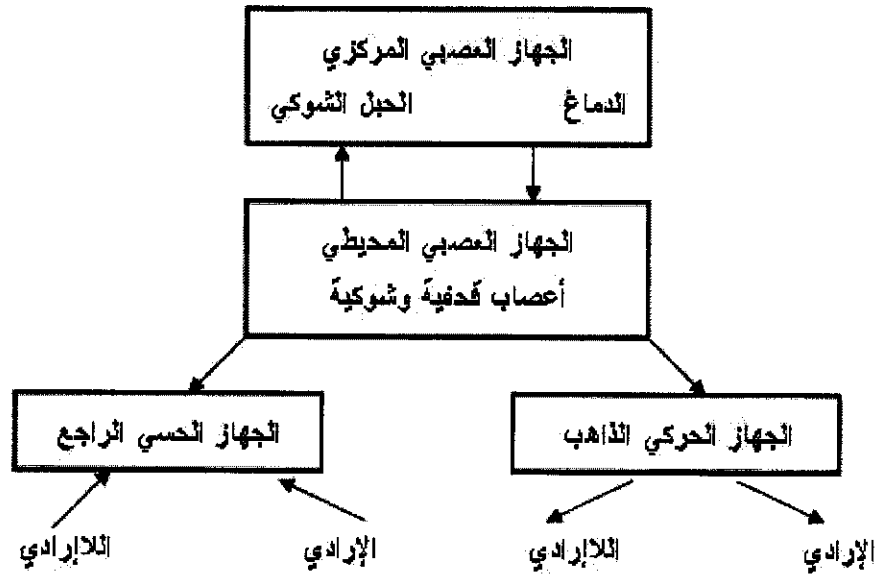 الجهاز العصبي المركزي
الدماغ الحبل الشوكي
الجهاز العصبي المحيطي
أعصاب قحفية وشوكية
الجهاز الحركي الذاهب
الجهاز الحسي الراجع
الإرادي
اللاإرادي
الإرادي
اللاإرادي